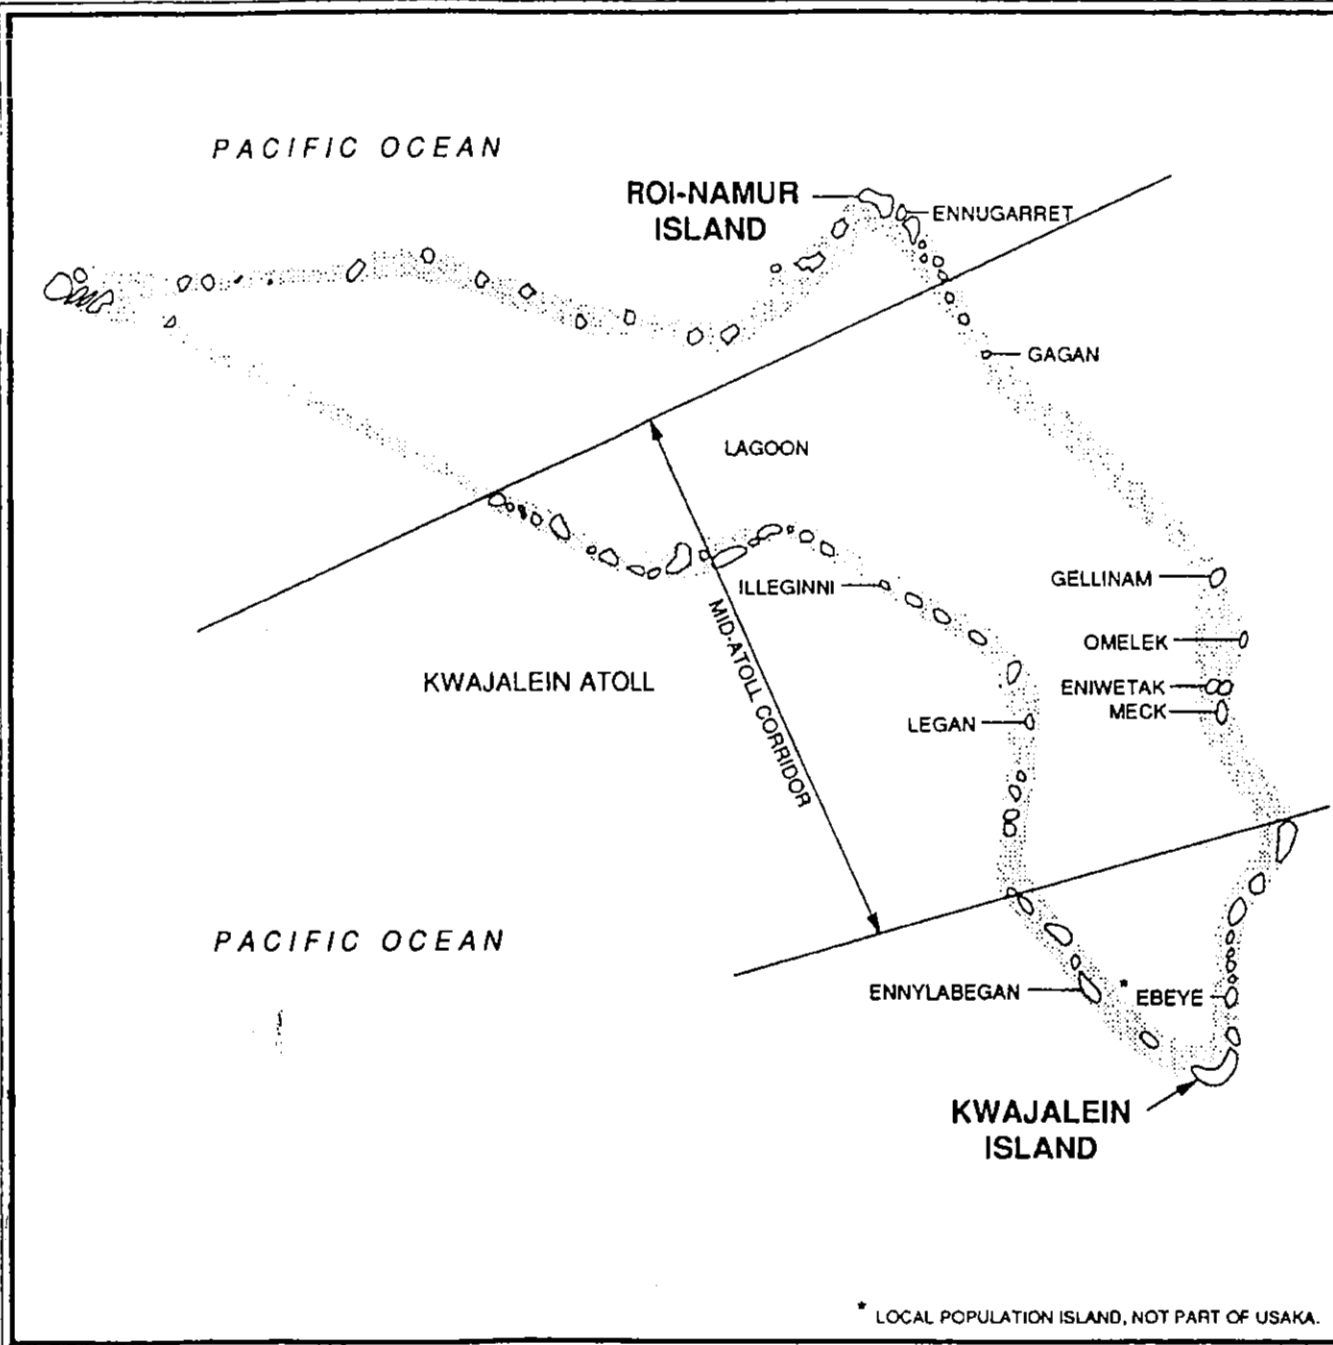 PACIFIC OCEAN
ROI-NAMUR
ISLAND
ENNUGARRET
GAGAN
LAGOON
GELLINAM
ILLEGINNI
OMELEK
KWAJALEIN ATOLL
MID-ATOLL CORRIDOR
ENIWETAK
MECK
LEGAN
PACIFIC OCEAN
ENNYLABEGAN
* EBEYE
KWAJALEIN
ISLAND
* LOCAL POPULATION ISLAND, NOT PART OF USAKA.